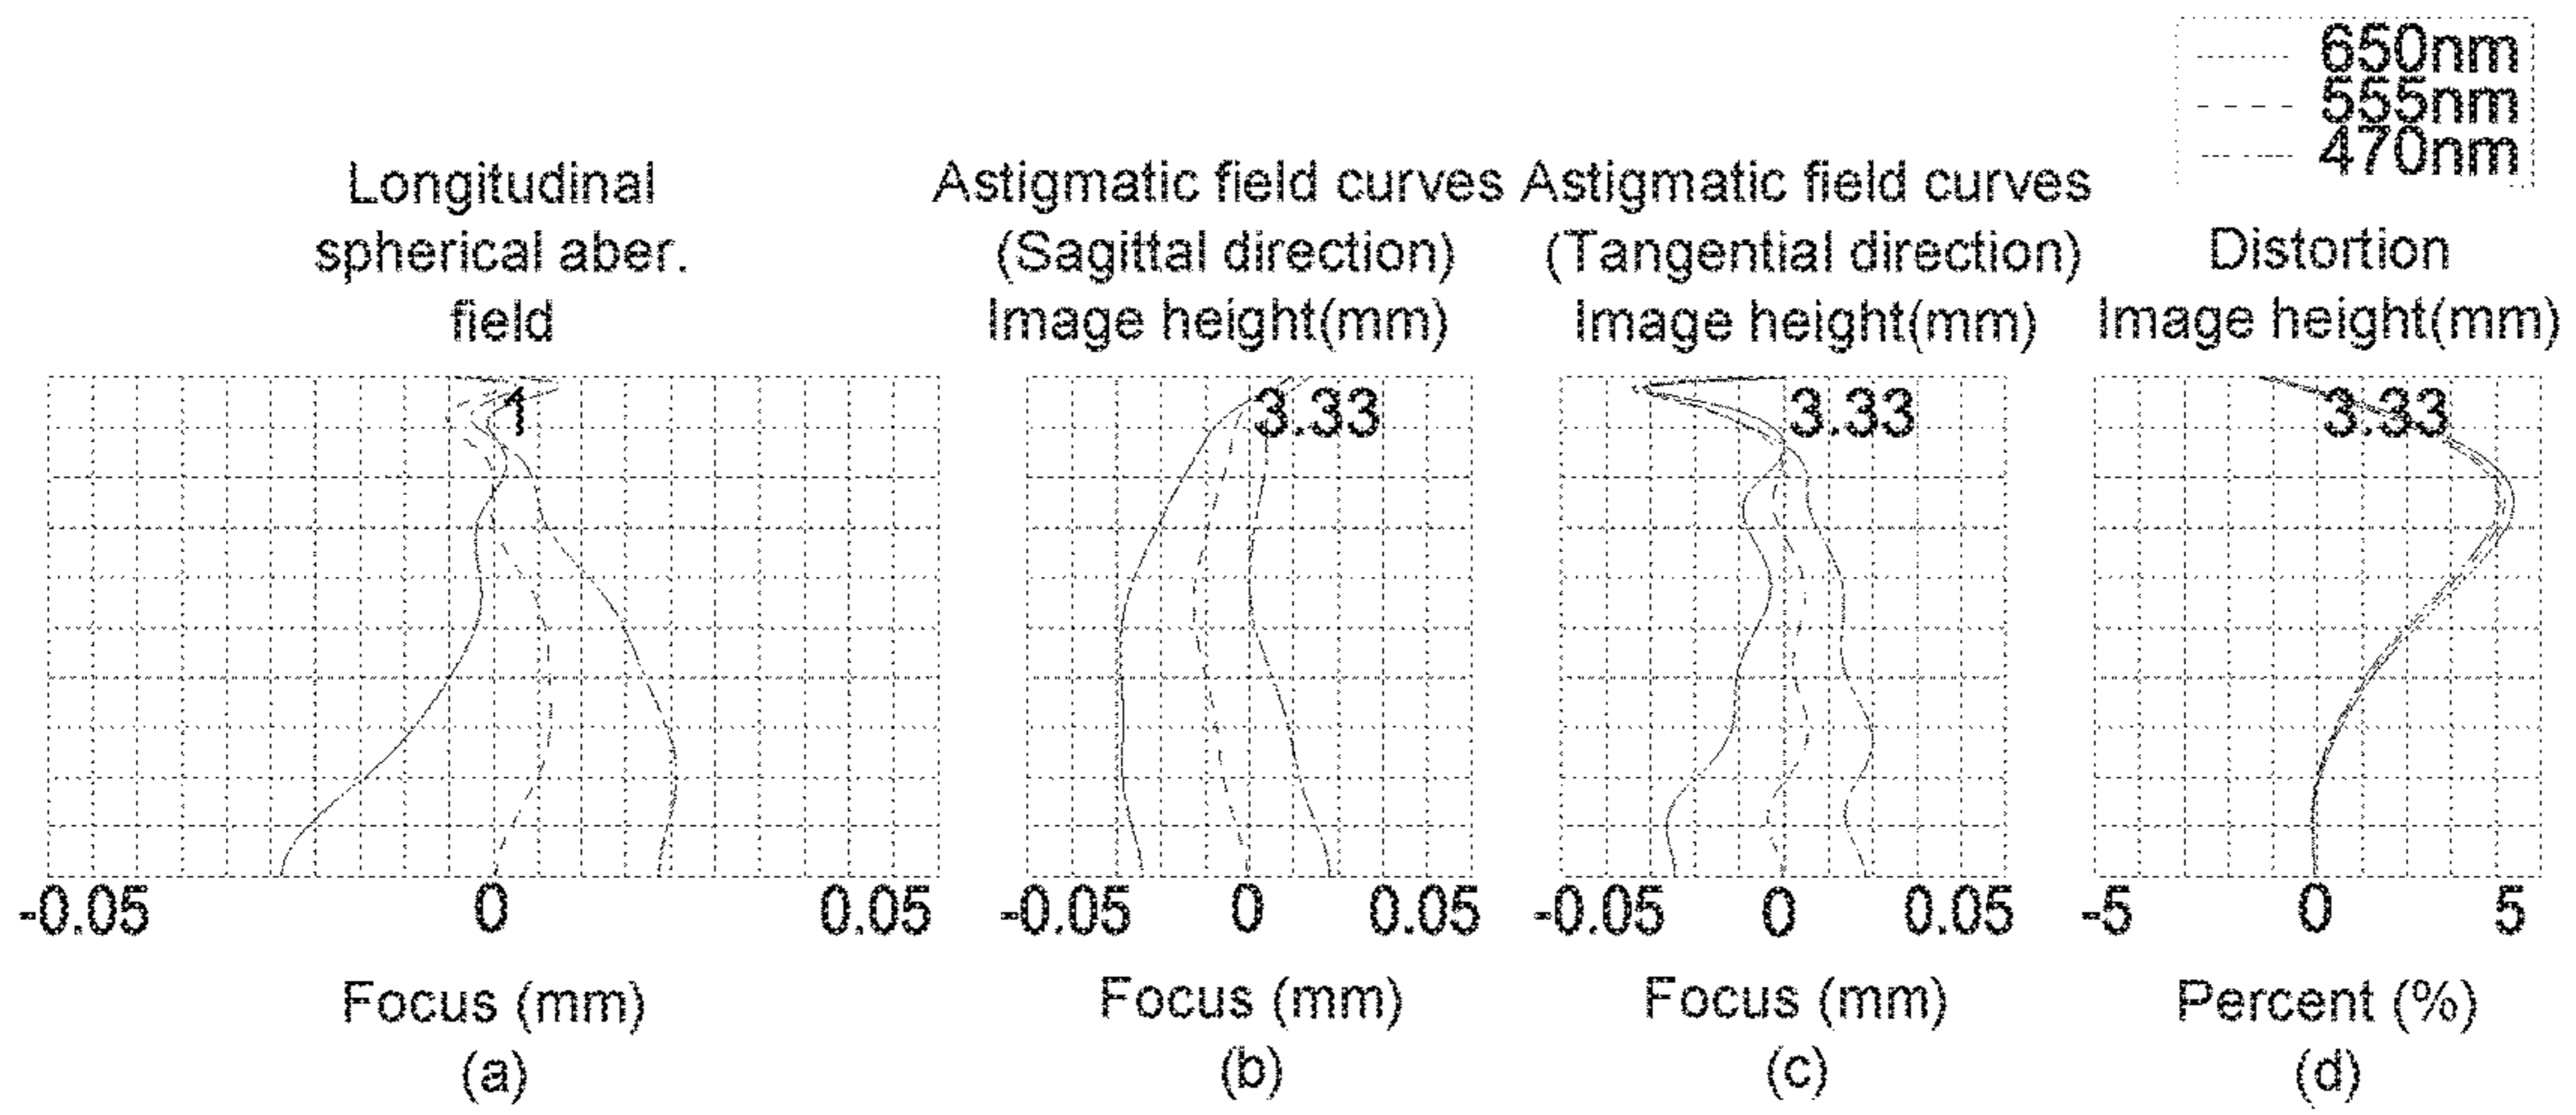 650nm
555nm
470nm
Longitudinal
spherical aber.
field
Astigmatic field curves
(Sagittal direction)
Image height(mm)
Astigmatic field curves
(Tangential direction)
Image height(mm)
Distortion
Image height(mm)
1
3.33
3.33
3.33
-0.05 0 0.05
-0.05 0 0.05
-0.05 0 0.05
-5 0 5
Focus (mm)
Focus (mm)
Focus (mm)
Percent (%)
(a)
(b)
(c)
(d)